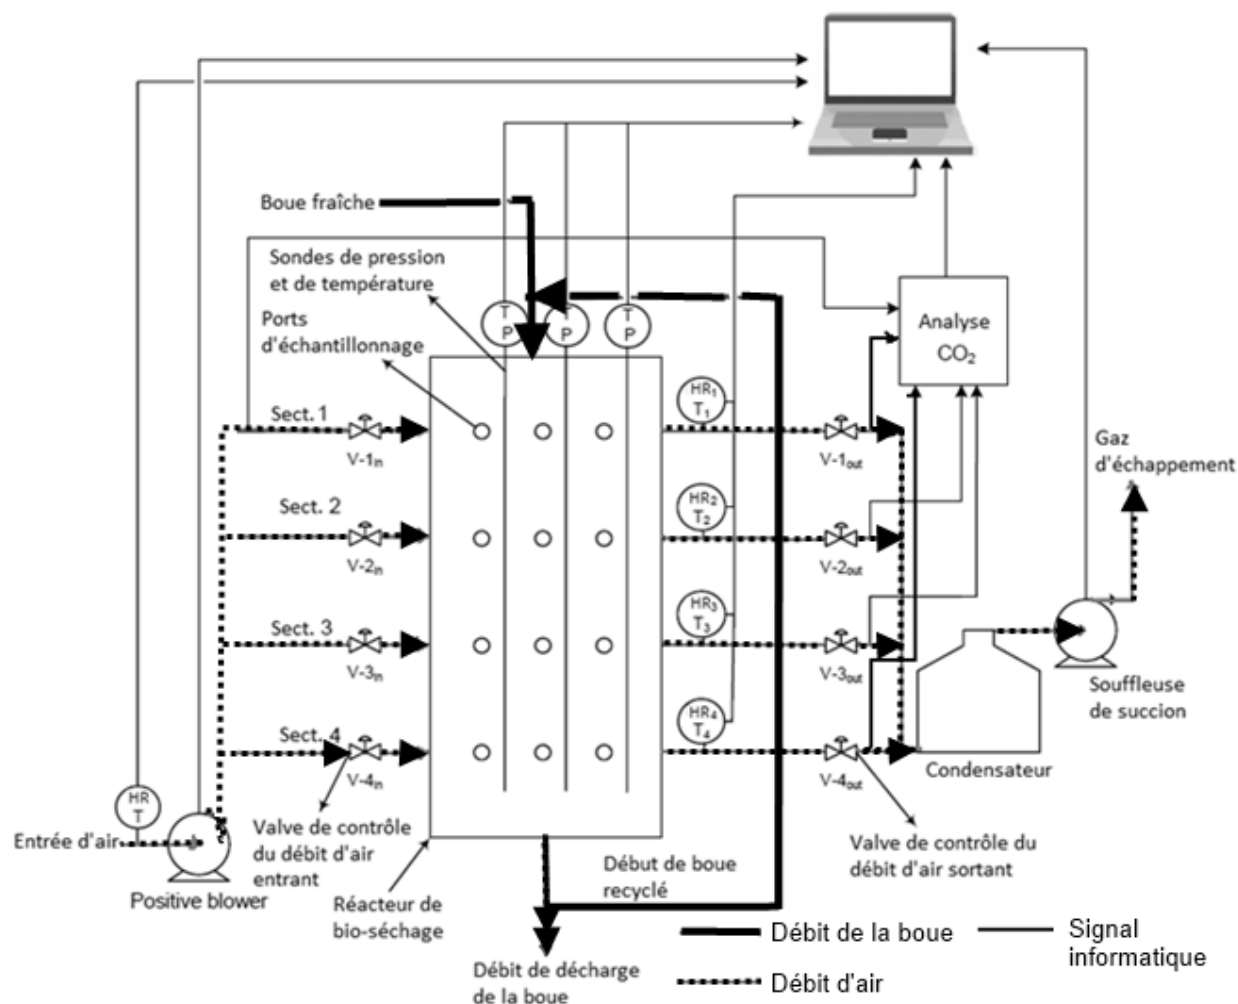 Boue fraîche
Sondes de pression
et de température
Ports
d'échantillonnage
T
P
T
P
T
P
Analyse
CO₂
Sect. 1
V-1in
HR₁
T₁
V-1out
Gaz
d'échappement
Sect. 2
V-2in
HR₂
T₂
V-2out
Sect. 3
V-3in
HR₃
T₃
V-3out
Souffleuse
de succion
Sect. 4
V-4in
HR₄
T₄
V-4out
Condensateur
HR
T
Entrée d'air
Positive blower
Valve de contrôle
du débit d'air
entrant
Réacteur de
bio-séchage
Début de boue
recyclé
Valve de contrôle du
débit d'air sortant
Débit de décharge
de la boue
Débit de la boue
Signal
informatique
Débit d'air